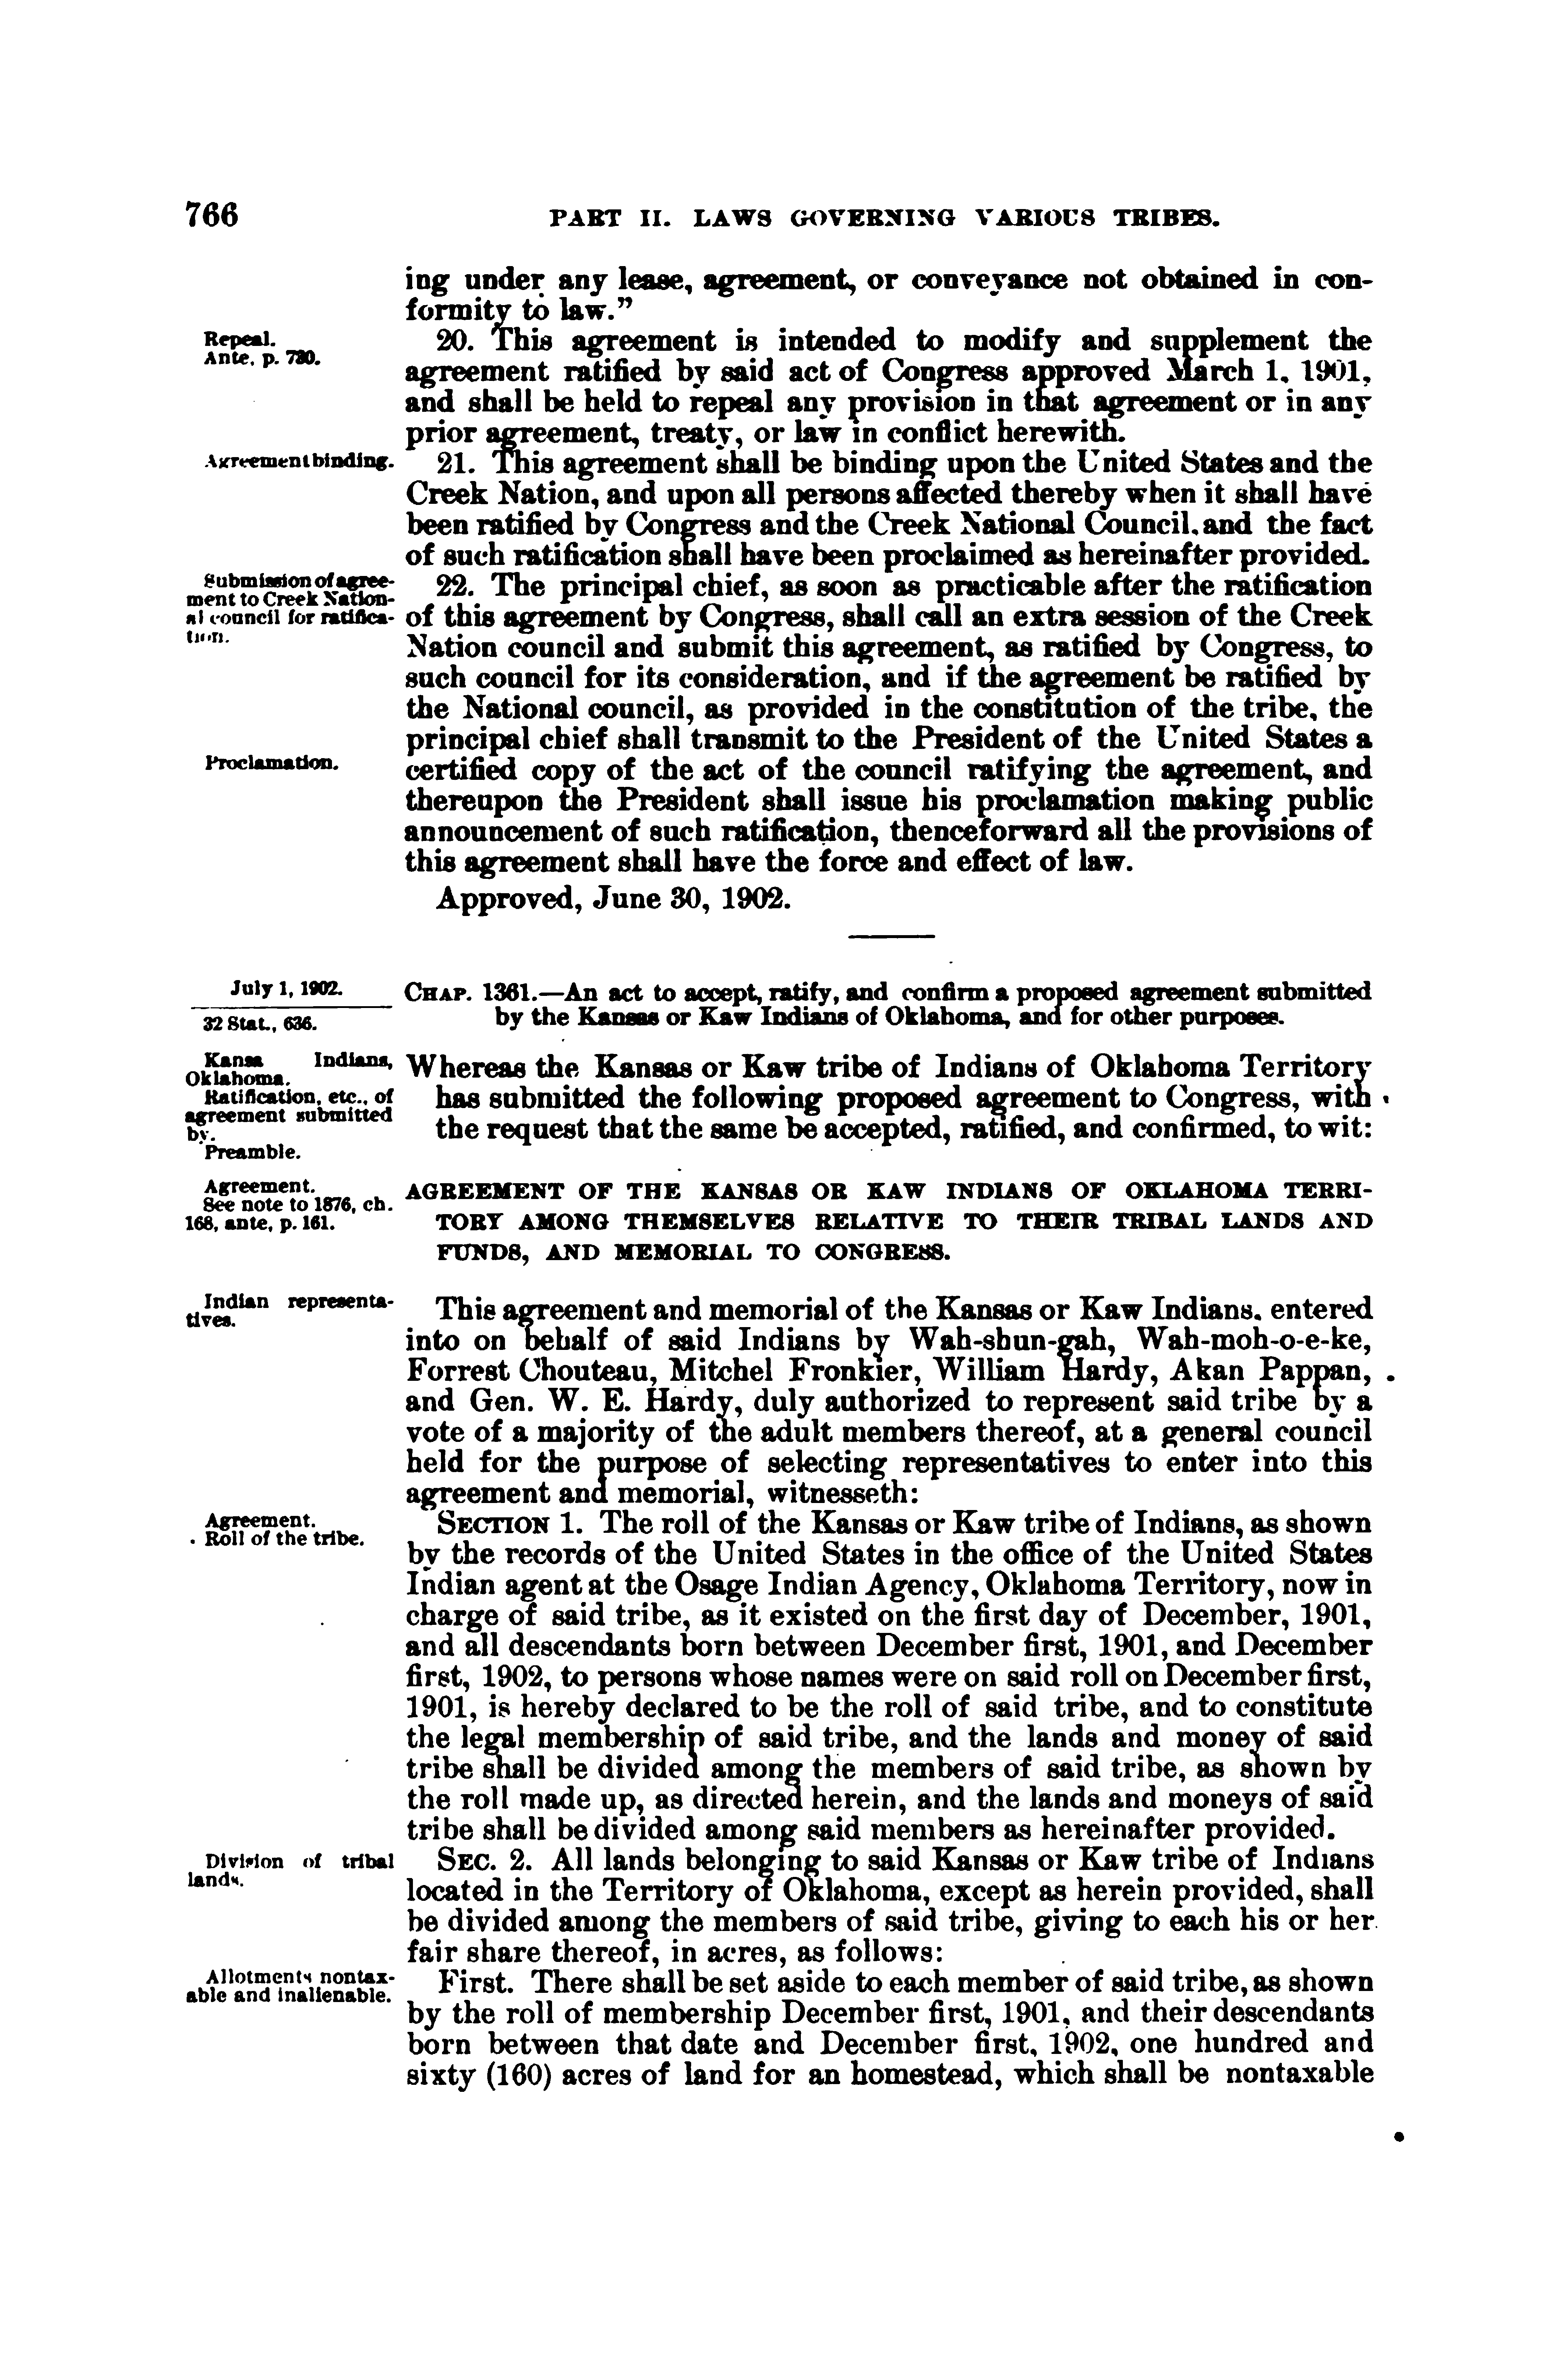 766
PART II. LAWS GOVERNING VARIOUS TRIBES.
ing under any lease, agreement, or conveyance not obtained in con-
formity to law.”
Repeal.
Ante, p. 730.
20. This agreement is intended to modify and supplement the
agreement ratified by said act of Congress approved March 1, 1901,
and shall be held to repeal any provision in that agreement or in any
prior agreement, treaty, or law in conflict herewith.
Agreement binding.
21. This agreement shall be binding upon the United States and the
Creek Nation, and upon all persons affected thereby when it shall have
been ratified by Congress and the Creek National Council, and the fact
of such ratification shall have been proclaimed as hereinafter provided.
Submission of agree-
ment to Creek Nation-
al council for ratifica-
tion.
22. The principal chief, as soon as practicable after the ratification
of this agreement by Congress, shall call an extra session of the Creek
Nation council and submit this agreement, as ratified by Congress, to
such council for its consideration, and if the agreement be ratified by
the National council, as provided in the constitution of the tribe, the
principal chief shall transmit to the President of the United States a
Proclamation.
certified copy of the act of the council ratifying the agreement, and
thereupon the President shall issue his proclamation making public
announcement of such ratification, thenceforward all the provisions of
this agreement shall have the force and effect of law.
Approved, June 30, 1902.
July 1, 1902.
32 Stat., 636.
CHAP. 1361.—An act to accept, ratify, and confirm a proposed agreement submitted
by the Kansas or Kaw Indians of Oklahoma, and for other purposes.
Kansa Indians,
Oklahoma.
Ratification, etc., of
agreement submitted
by.
Preamble.
Whereas the Kansas or Kaw tribe of Indians of Oklahoma Territory
has submitted the following proposed agreement to Congress, with
the request that the same be accepted, ratified, and confirmed, to wit:
Agreement.
See note to 1876, ch.
168, ante, p. 161.
AGREEMENT OF THE KANSAS OR KAW INDIANS OF OKLAHOMA TERRI-
TORY AMONG THEMSELVES RELATIVE TO THEIR TRIBAL LANDS AND
FUNDS, AND MEMORIAL TO CONGRESS.
Indian representa-
tives.
This agreement and memorial of the Kansas or Kaw Indians, entered
into on behalf of said Indians by Wah-shun-gah, Wah-moh-o-e-ke,
Forrest Chouteau, Mitchel Fronkier, William Hardy, Akan Pappan,
and Gen. W. E. Hardy, duly authorized to represent said tribe by a
vote of a majority of the adult members thereof, at a general council
held for the purpose of selecting representatives to enter into this
agreement and memorial, witnesseth:
Agreement.
Roll of the tribe.
SECTION 1. The roll of the Kansas or Kaw tribe of Indians, as shown
by the records of the United States in the office of the United States
Indian agent at the Osage Indian Agency, Oklahoma Territory, now in
charge of said tribe, as it existed on the first day of December, 1901,
and all descendants born between December first, 1901, and December
first, 1902, to persons whose names were on said roll on December first,
1901, is hereby declared to be the roll of said tribe, and to constitute
the legal membership of said tribe, and the lands and money of said
tribe shall be divided among the members of said tribe, as shown by
the roll made up, as directed herein, and the lands and moneys of said
tribe shall be divided among said members as hereinafter provided.
Division of tribal
lands.
SEC. 2. All lands belonging to said Kansas or Kaw tribe of Indians
located in the Territory of Oklahoma, except as herein provided, shall
be divided among the members of said tribe, giving to each his or her
fair share thereof, in acres, as follows:
Allotments nontax-
able and inalienable.
First. There shall be set aside to each member of said tribe, as shown
by the roll of membership December first, 1901, and their descendants
born between that date and December first, 1902, one hundred and
sixty (160) acres of land for an homestead, which shall be nontaxable